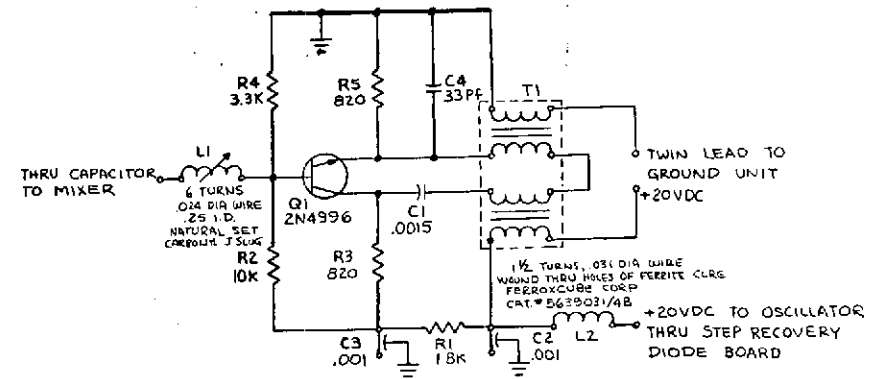 R4
3.3K
R5
820
C4
33PF
T1
L1
THRU CAPACITOR
TO MIXER
6 TURNS
.024 DIA WIRE
.25 I.D.
NATURAL SET
J SLUG
Q1
2N4996
C1
.0015
TWIN LEAD TO
GROUND UNIT
+20VDC
R2
10K
R3
820
1½ TURNS, .031 DIA WIRE
WOUND THRU HOLES OF FERRITE
FERROXCUBE CORP
CAT.# 5639031/4B
C3
.001
R1
1.8K
C2
.001
L2
+20VDC TO OSCILLATOR
THRU STEP RECOVERY
DIODE BOARD